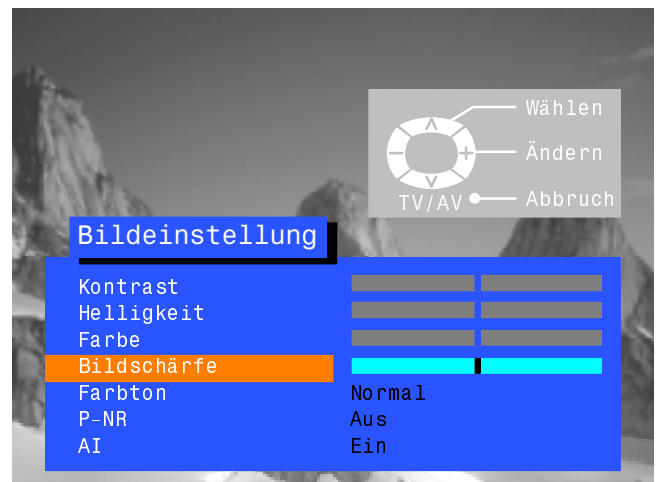 Wählen
Ändern
TV/AV Abbruch
Bildeinstellung
Kontrast
Helligkeit
Farbe
Bildschärfe
Farbton Normal
P-NR Aus
AI Ein